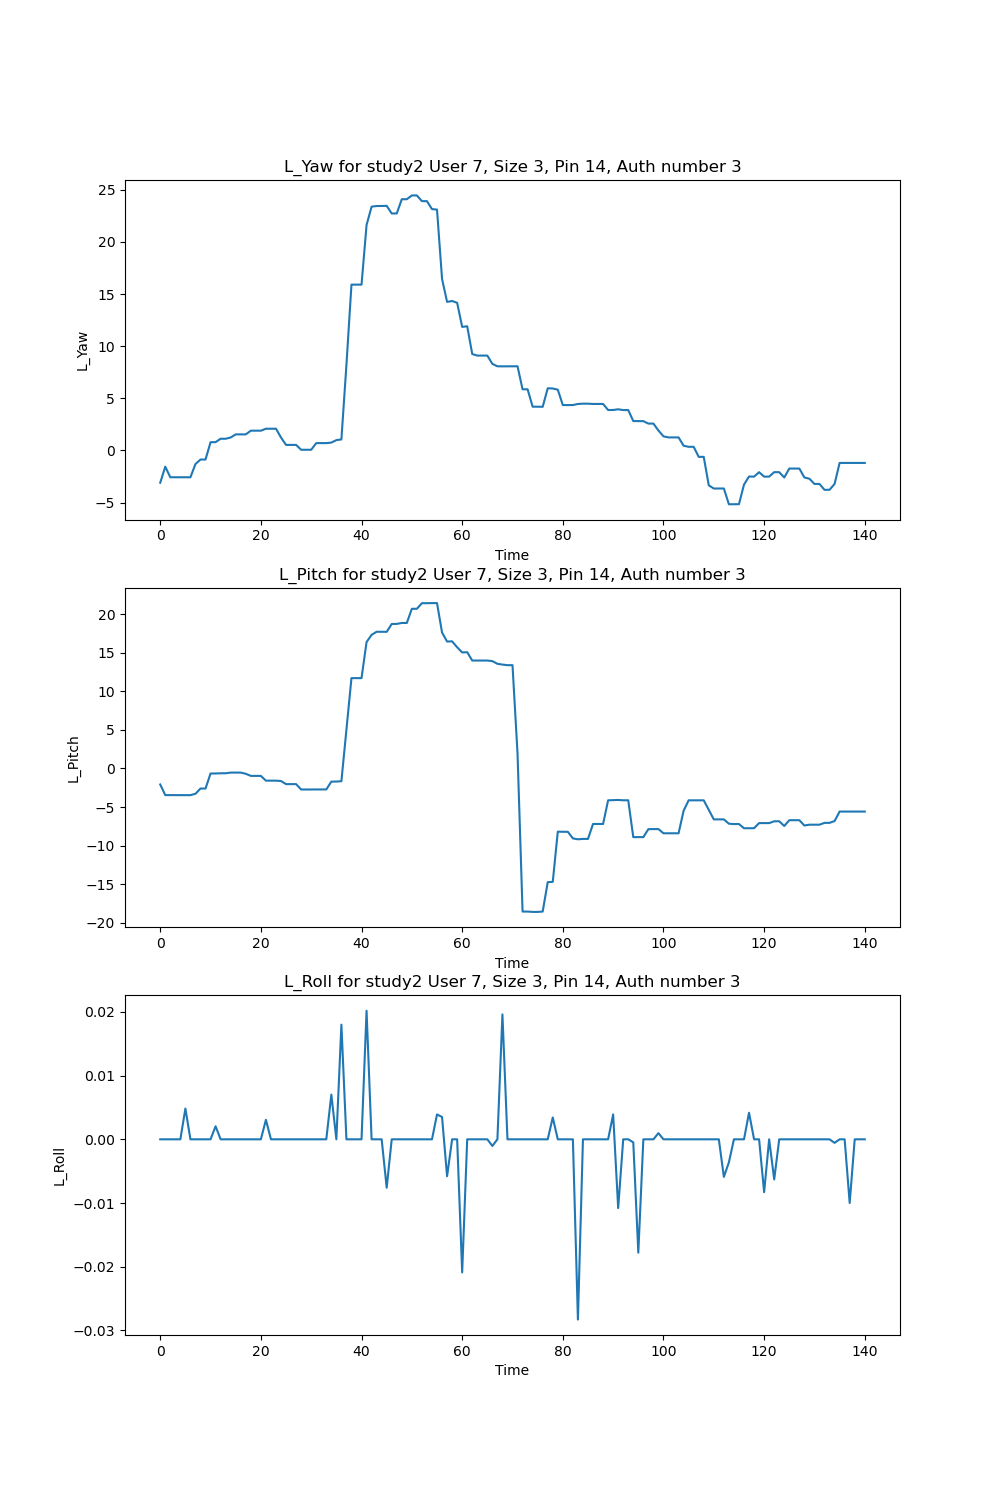 L_Yaw for study2 User 7, Size 3, Pin 14, Auth number 3
25
20
15
10
5
0
−5
L_Yaw
0 20 40 60 80 100 120 140
Time
L_Pitch for study2 User 7, Size 3, Pin 14, Auth number 3
20
15
10
5
0
−5
−10
−15
−20
L_Pitch
0 20 40 60 80 100 120 140
Time
L_Roll for study2 User 7, Size 3, Pin 14, Auth number 3
0.02
0.01
0.00
−0.01
−0.02
−0.03
L_Roll
0 20 40 60 80 100 120 140
Time